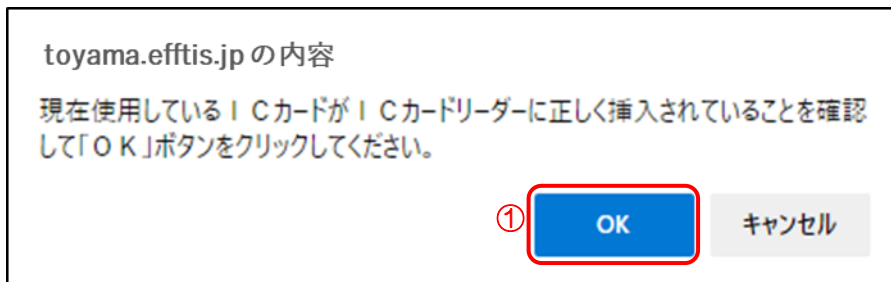 toyama.efftis.jp の内容
現在使用しているＩＣカードがＩＣカードリーダーに正しく挿入されていることを確認
して「ＯＫ」ボタンをクリックしてください。
① OK キャンセル